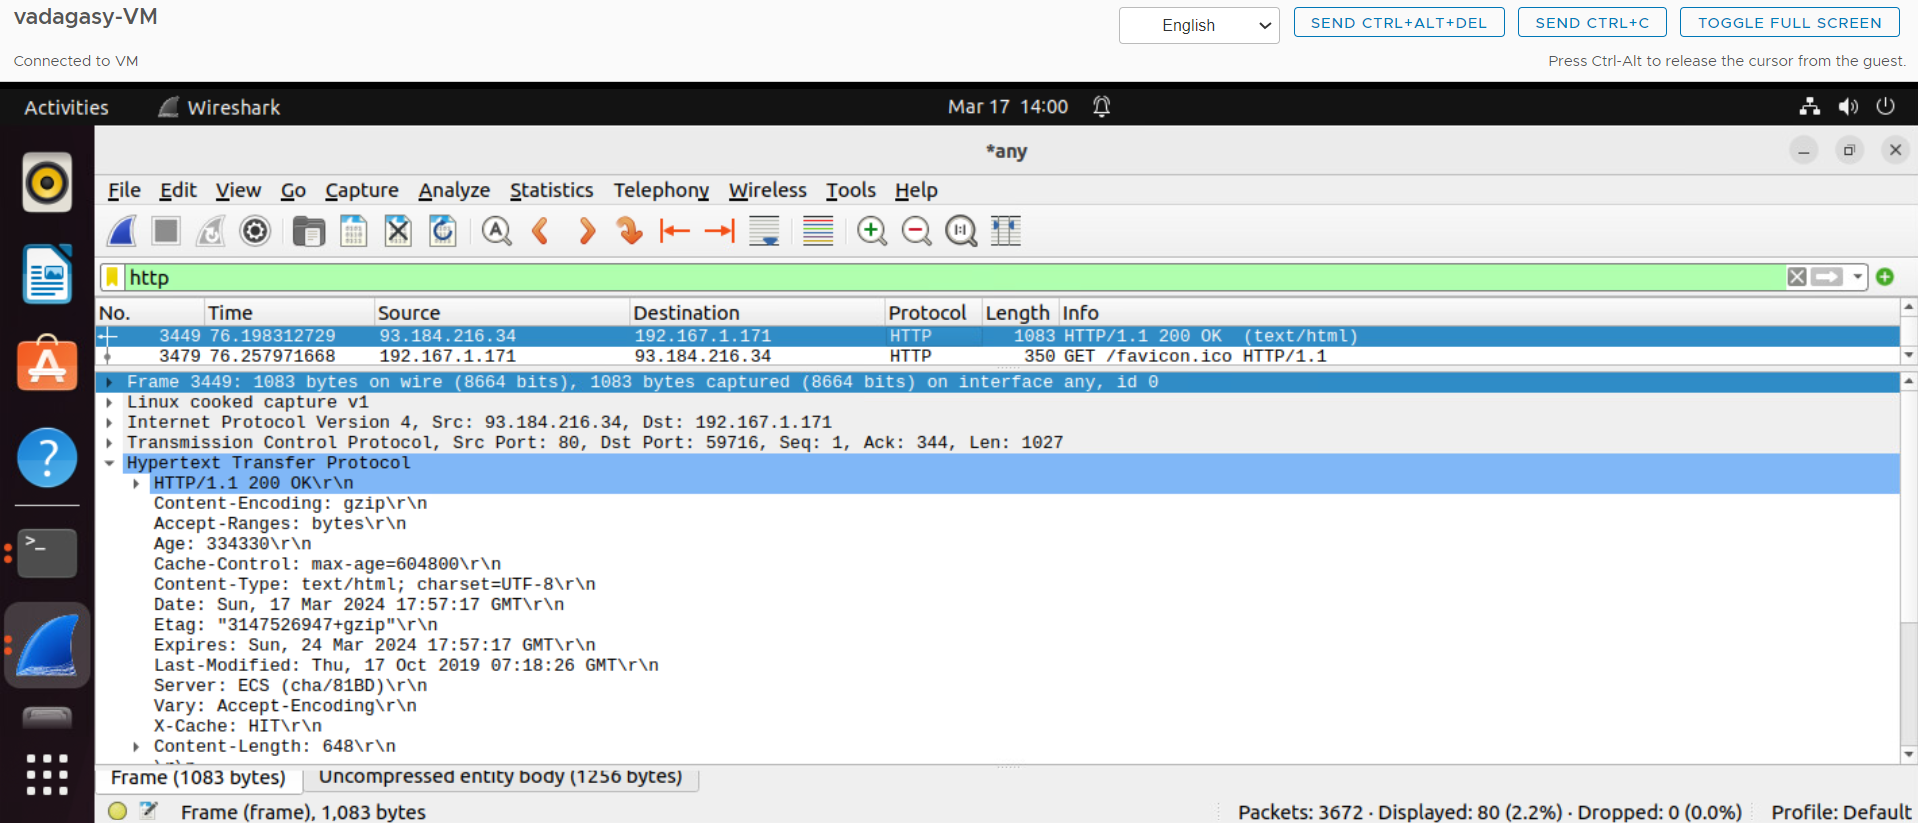 vadagasy-VM
English
SEND CTRL+ALT+DEL
SEND CTRL+C
TOGGLE FULL SCREEN
Connected to VM
Press Ctrl-Alt to release the cursor from the guest.
Activities
Wireshark
Mar 17 14:00
*any
File Edit View Go Capture Analyze Statistics Telephony Wireless Tools Help
http
No. Time Source Destination Protocol Length Info
3449 76.198312729 93.184.216.34 192.167.1.171 HTTP 1083 HTTP/1.1 200 OK (text/html)
3479 76.257971668 192.167.1.171 93.184.216.34 HTTP 350 GET /favicon.ico HTTP/1.1
Frame 3449: 1083 bytes on wire (8664 bits), 1083 bytes captured (8664 bits) on interface any, id 0
Linux cooked capture v1
Internet Protocol Version 4, Src: 93.184.216.34, Dst: 192.167.1.171
Transmission Control Protocol, Src Port: 80, Dst Port: 59716, Seq: 1, Ack: 344, Len: 1027
Hypertext Transfer Protocol
HTTP/1.1 200 OK\r\n
Content-Encoding: gzip\r\n
Accept-Ranges: bytes\r\n
Age: 334330\r\n
Cache-Control: max-age=604800\r\n
Content-Type: text/html; charset=UTF-8\r\n
Date: Sun, 17 Mar 2024 17:57:17 GMT\r\n
Etag: "3147526947+gzip"\r\n
Expires: Sun, 24 Mar 2024 17:57:17 GMT\r\n
Last-Modified: Thu, 17 Oct 2019 07:18:26 GMT\r\n
Server: ECS (cha/81BD)\r\n
Vary: Accept-Encoding\r\n
X-Cache: HIT\r\n
Content-Length: 648\r\n
\r\n
Frame (1083 bytes)
Uncompressed entity body (1256 bytes)
Frame (frame), 1,083 bytes
Packets: 3672 · Displayed: 80 (2.2%) · Dropped: 0 (0.0%)
Profile: Default